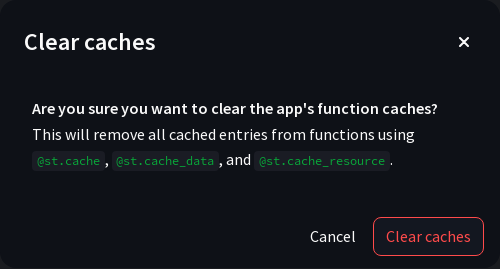 Clear caches
Are you sure you want to clear the app's function caches?
This will remove all cached entries from functions using
@st.cache, @st.cache_data, and @st.cache_resource.
Cancel
Clear caches